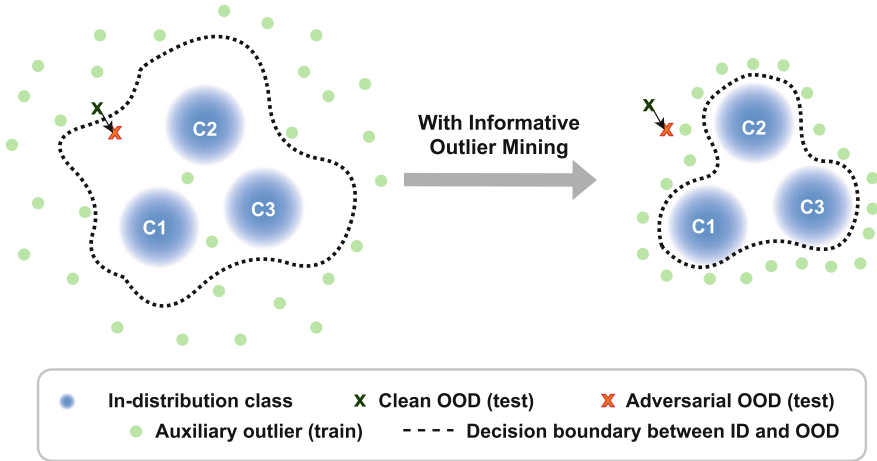 C2
C3
C1
With Informative
Outlier Mining
C2
C3
C1
In-distribution class
x Clean OOD (test)
x Adversarial OOD (test)
Auxiliary outlier (train)
Decision boundary between ID and OOD